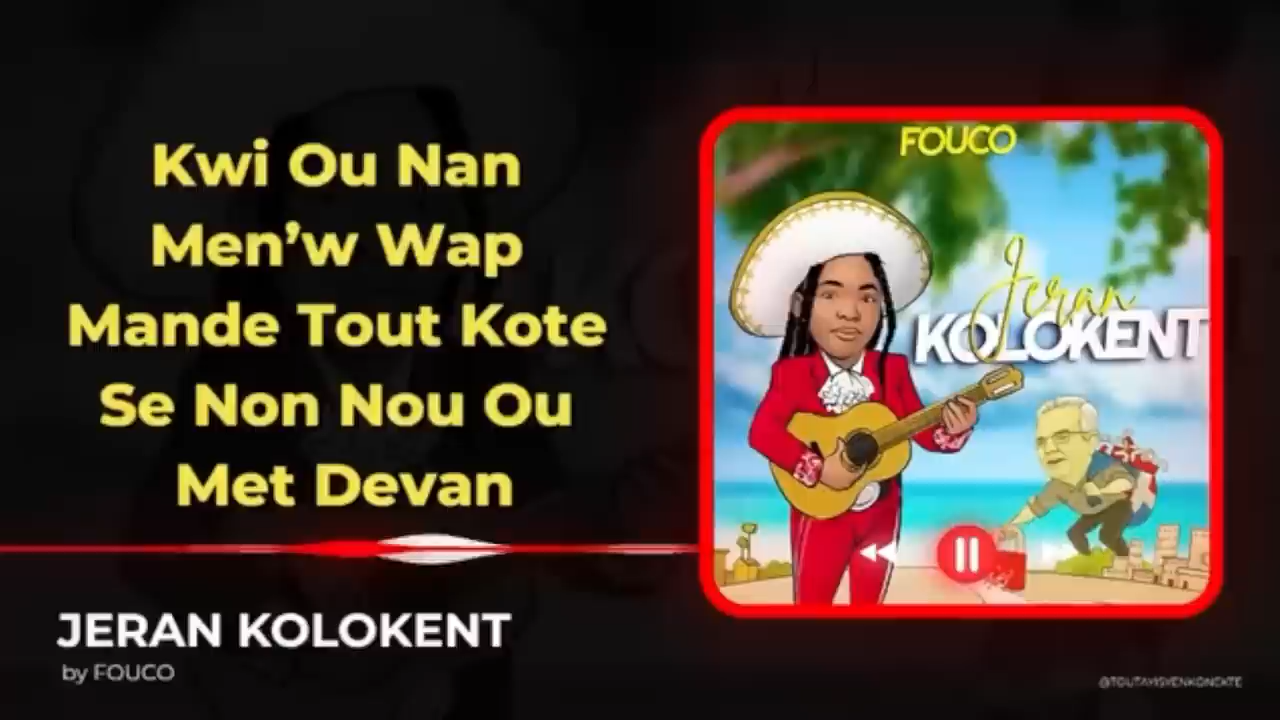 Kwi Ou Nan
Men’w Wap
Mande Tout Kote
Se Non Nou Ou
Met Devan
FOUCO
Jeran
KOLOKENT
JERAN KOLOKENT
by FOUCO
@TOUTAYISYENKONEKTE